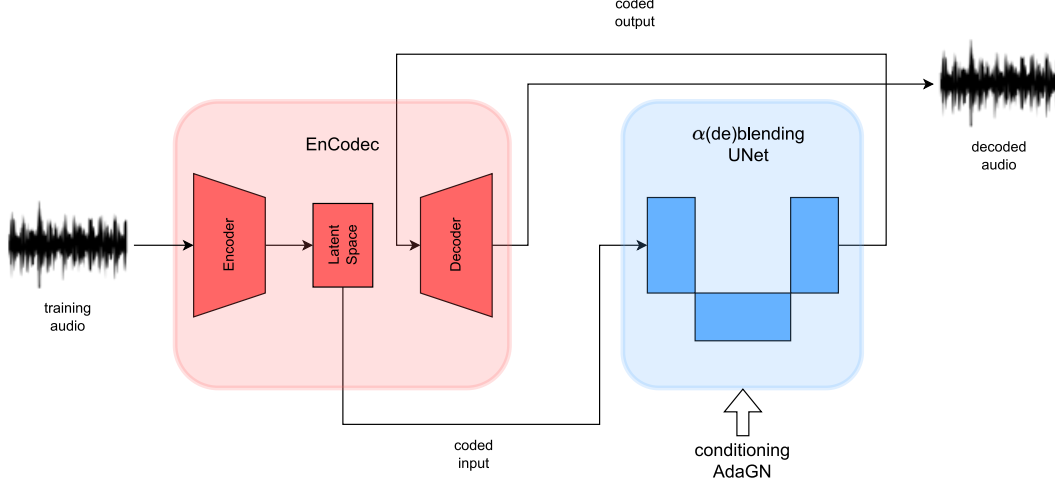 coded
output
EnCodec
α(de)blending
UNet
decoded
audio
Encoder
Latent
Space
Decoder
training
audio
coded
input
conditioning
AdaGN